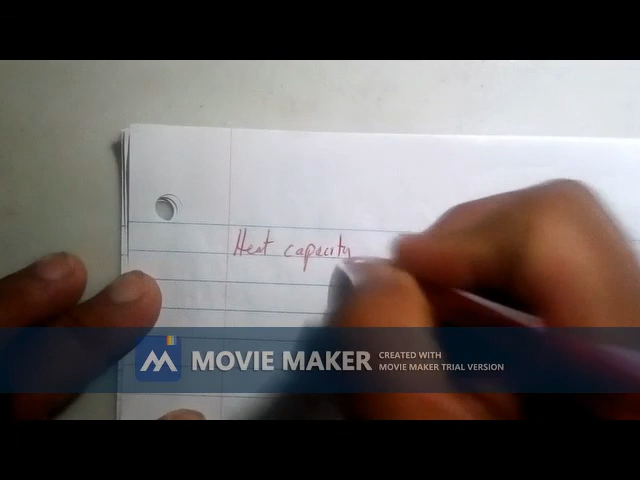 Heat capacity
MOVIE MAKER
CREATED WITH
MOVIE MAKER TRIAL VERSION